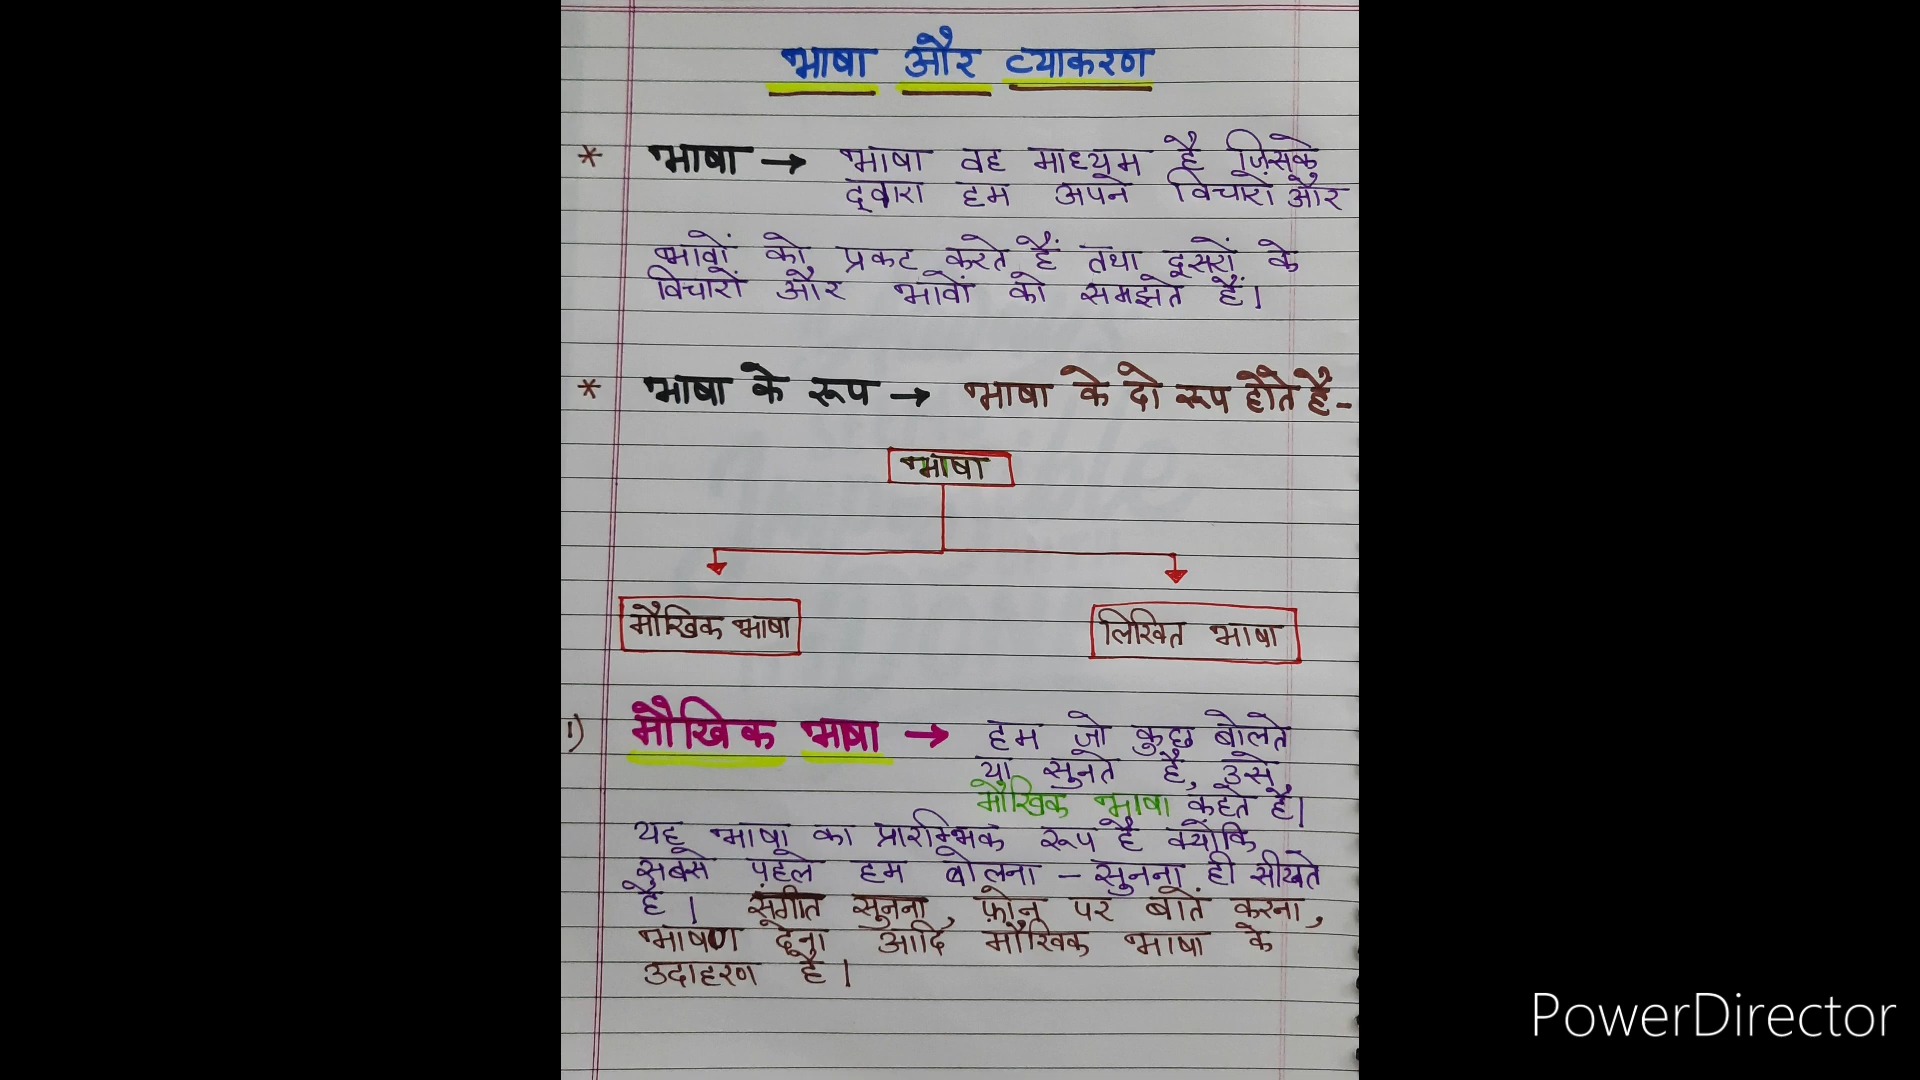 भाषा और व्याकरण
* भाषा → भाषा वह माध्यम है जिसके
द्वारा हम अपने विचारों और
भावों को प्रकट करते हैं तथा दूसरों के
विचारों और भावों को समझते हैं।
* भाषा के रूप → भाषा के दो रूप होते हैं-
भाषा
मौखिक भाषा
लिखित भाषा
1) मौखिक भाषा → हम जो कुछ बोलते
या सुनते है, उसे
मौखिक भाषा कहते है।
यह भाषा का प्रारम्भिक रूप है क्योकि
सबसे पहले हम बोलना - सुनना ही सीखते
है। संगीत सुनना, फ़ोन पर बातें करना,
भाषण देना आदि मौखिक भाषा के
उदाहरण है।
PowerDirector